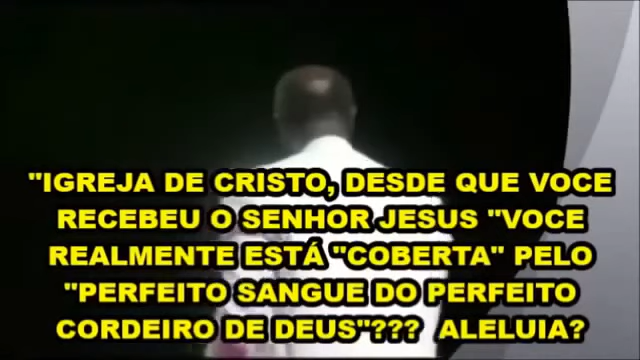 "IGREJA DE CRISTO, DESDE QUE VOCE
RECEBEU O SENHOR JESUS "VOCE
REALMENTE ESTÁ "COBERTA" PELO
"PERFEITO SANGUE DO PERFEITO
CORDEIRO DE DEUS"??? ALELUIA?